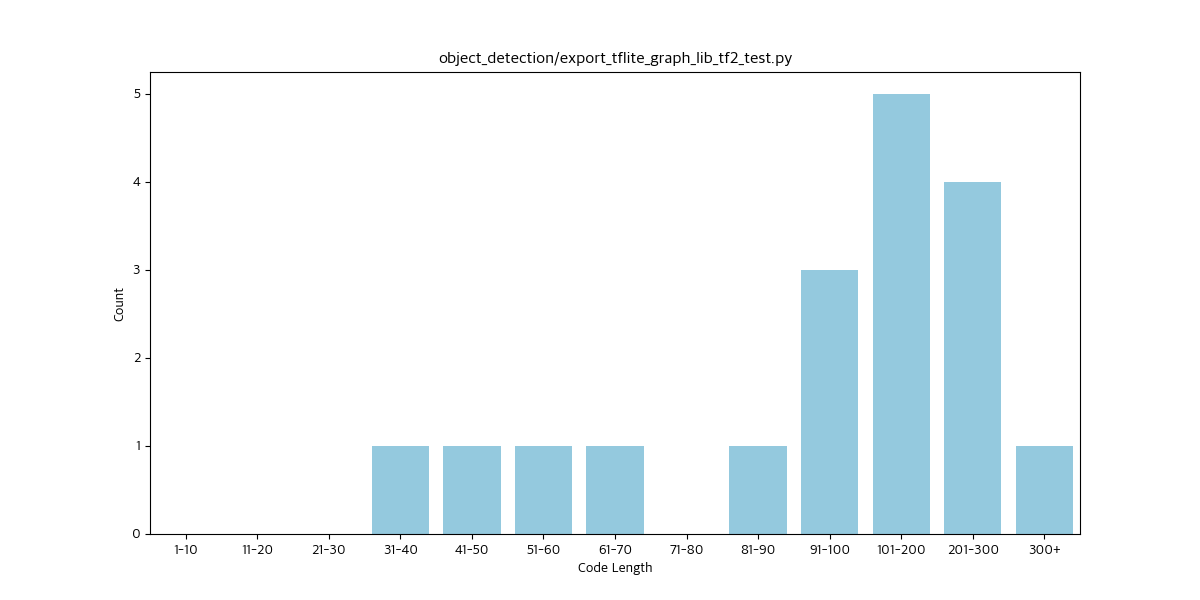 object_detection/export_tflite_graph_lib_tf2_test.py
5
4
3
2
1
0
Count
1-10 11-20 21-30 31-40 41-50 51-60 61-70 71-80 81-90 91-100 101-200 201-300 300+
Code Length